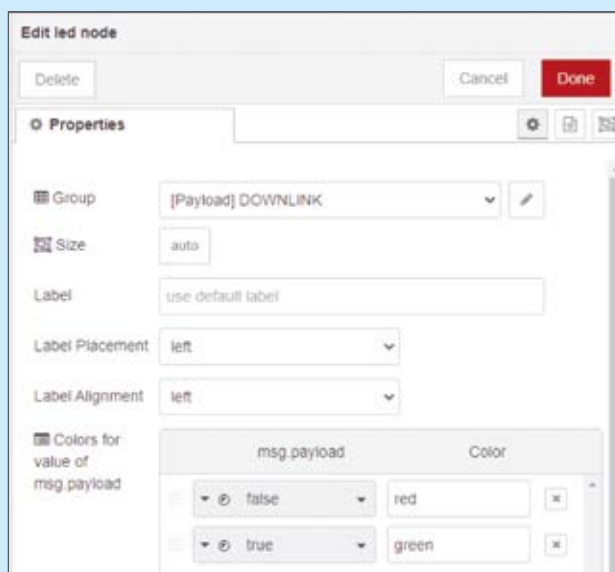 Edit led node
Delete Cancel Done
Properties
Group [Payload] DOWNLINK
Size auto
Label use default label
Label Placement left
Label Alignment left
Colors for
value of
msg.payload
msg.payload Color
false red
true green